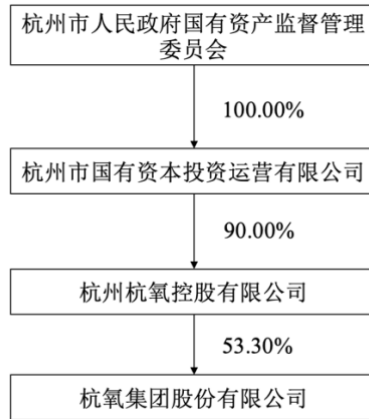 杭州市人民政府国有资产监督管理
委员会
100.00%
杭州市国有资本投资运营有限公司
90.00%
杭州杭氧控股有限公司
53.30%
杭氧集团股份有限公司